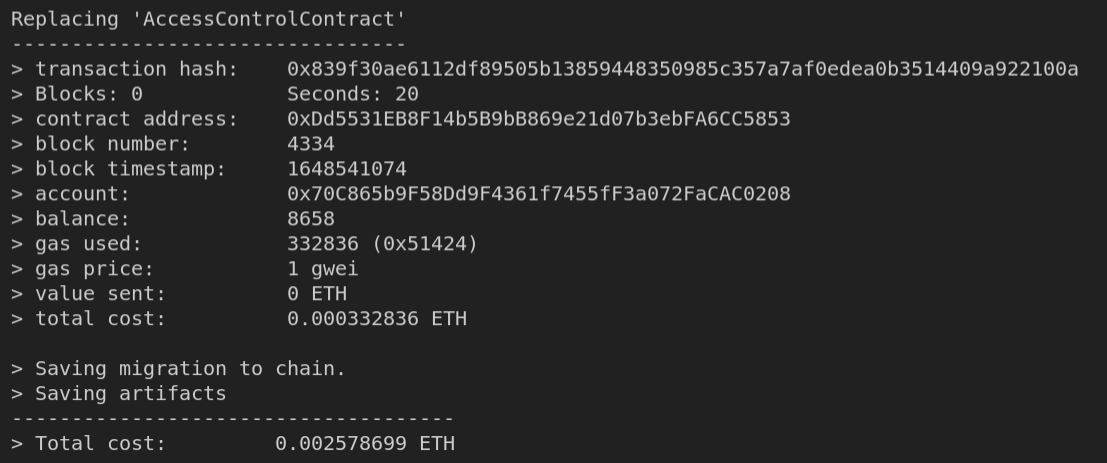 Replacing 'AccessControlContract'
---------------------------------
> transaction hash:    0x839f30ae6112df89505b13859448350985c357a7af0edea0b3514409a922100a
> Blocks: 0            Seconds: 20
> contract address:    0xDd5531EB8F14b5B9bB869e21d07b3ebFA6CC5853
> block number:        4334
> block timestamp:     1648541074
> account:             0x70C865b9F58Dd9F4361f7455fF3a072FaCAC0208
> balance:             8658
> gas used:            332836 (0x51424)
> gas price:           1 gwei
> value sent:          0 ETH
> total cost:          0.000332836 ETH

> Saving migration to chain.
> Saving artifacts
-------------------------------------
> Total cost:         0.002578699 ETH